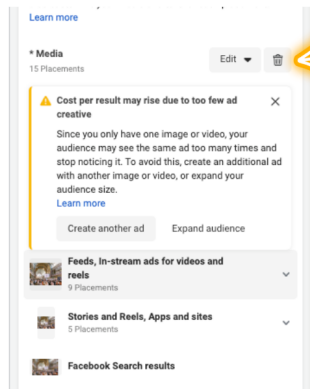 Learn more
* Media
15 Placements
Edit
Cost per result may rise due to too few ad
creative
Since you only have one image or video, your
audience may see the same ad too many times and
stop noticing it. To avoid this, create an additional ad
with another image or video, or expand your
audience size.
Learn more
Create another ad
Expand audience
Feeds, In-stream ads for videos and
reels
9 Placements
Stories and Reels, Apps and sites
5 Placements
Facebook Search results